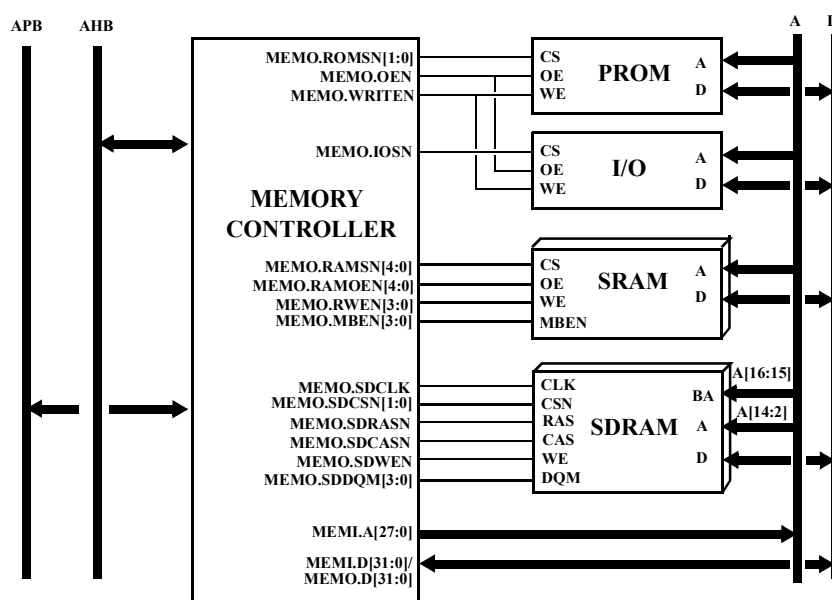 APB
AHB
A
MEMO.ROMSN[1:0]
MEMO.OEN
MEMO.WRITEN
CS
OE
WE
PROM
A
D
MEMO.IOSN
CS
OE
WE
I/O
A
D
MEMORY
CONTROLLER
MEMO.RAMSN[4:0]
MEMO.RAMOEN[4:0]
MEMO.RWEN[3:0]
MEMO.MBEN[3:0]
CS
OE
WE
MBEN
SRAM
A
D
MEMO.SDCLK
MEMO.SDCSN[1:0]
MEMO.SDRASN
MEMO.SDCASN
MEMO.SDWEN
MEMO.SDDQM[3:0]
CLK
CSN
RAS
CAS
WE
DQM
SDRAM
BA
A
D
A[16:15]
A[14:2]
MEMI.A[27:0]
MEMI.D[31:0]/
MEMO.D[31:0]